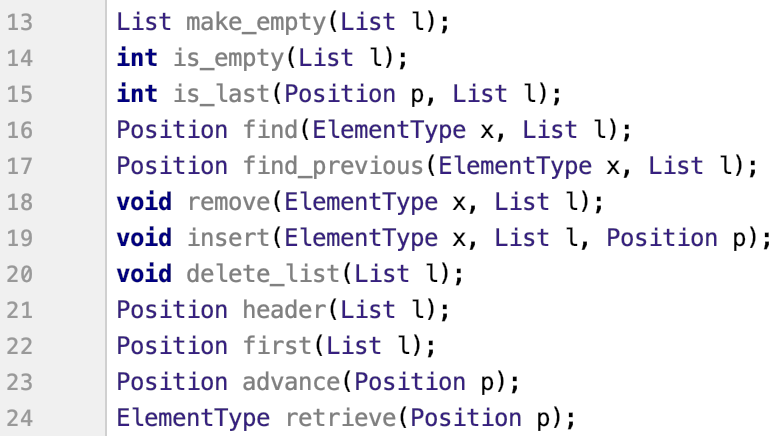 13 List make_empty(List l);
14 int is_empty(List l);
15 int is_last(Position p, List l);
16 Position find(ElementType x, List l);
17 Position find_previous(ElementType x, List l);
18 void remove(ElementType x, List l);
19 void insert(ElementType x, List l, Position p);
20 void delete_list(List l);
21 Position header(List l);
22 Position first(List l);
23 Position advance(Position p);
24 ElementType retrieve(Position p);